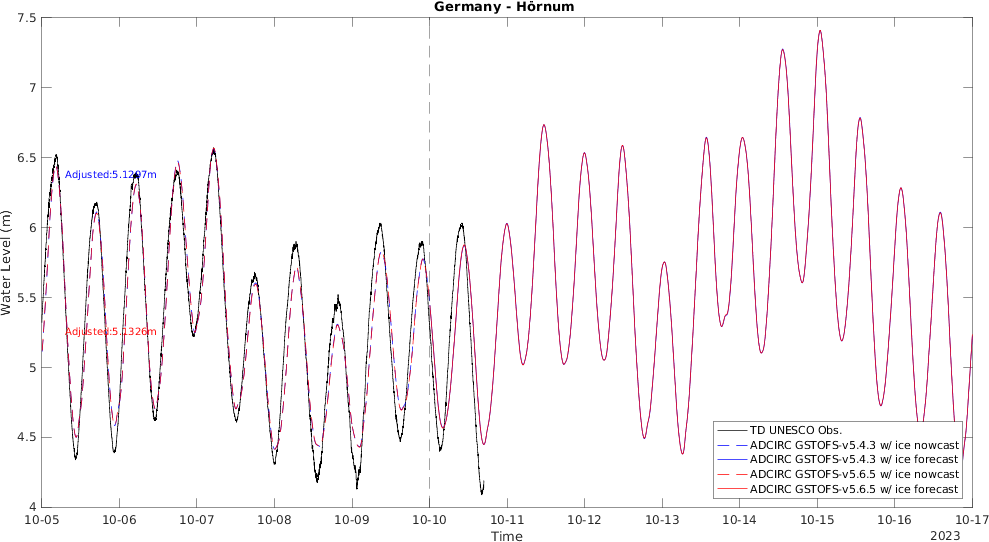 Germany - Hörnum
7.5
7
6.5
6
5.5
5
4.5
4
Water Level (m)
Adjusted:5.1297m
Adjusted:5.1326m
TD UNESCO Obs.
ADCIRC GSTOFS-v5.4.3 w/ ice nowcast
ADCIRC GSTOFS-v5.4.3 w/ ice forecast
ADCIRC GSTOFS-v5.6.5 w/ ice nowcast
ADCIRC GSTOFS-v5.6.5 w/ ice forecast
10-05 10-06 10-07 10-08 10-09 10-10 10-11 10-12 10-13 10-14 10-15 10-16 10-17
Time
2023